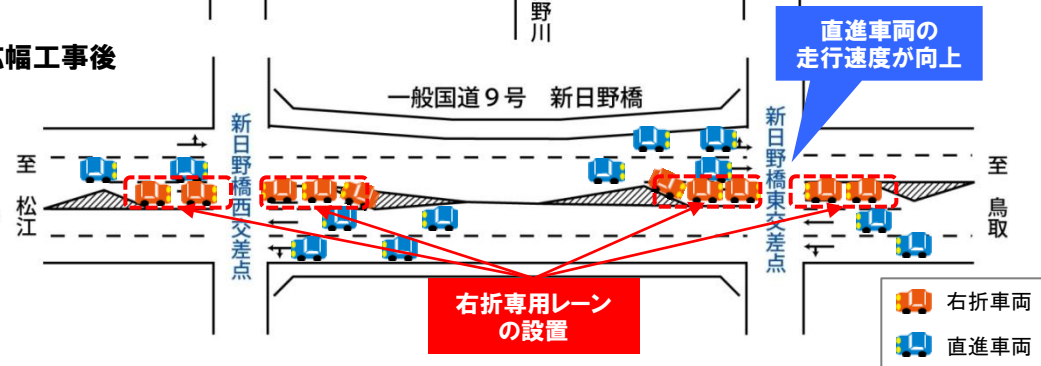 幅工事後
野川
直進車両の
走行速度が向上
一般国道９号　新日野橋
至 松江
新日野橋西交差点
新日野橋東交差点
至 鳥取
右折専用レーン
の設置
右折車両
直進車両